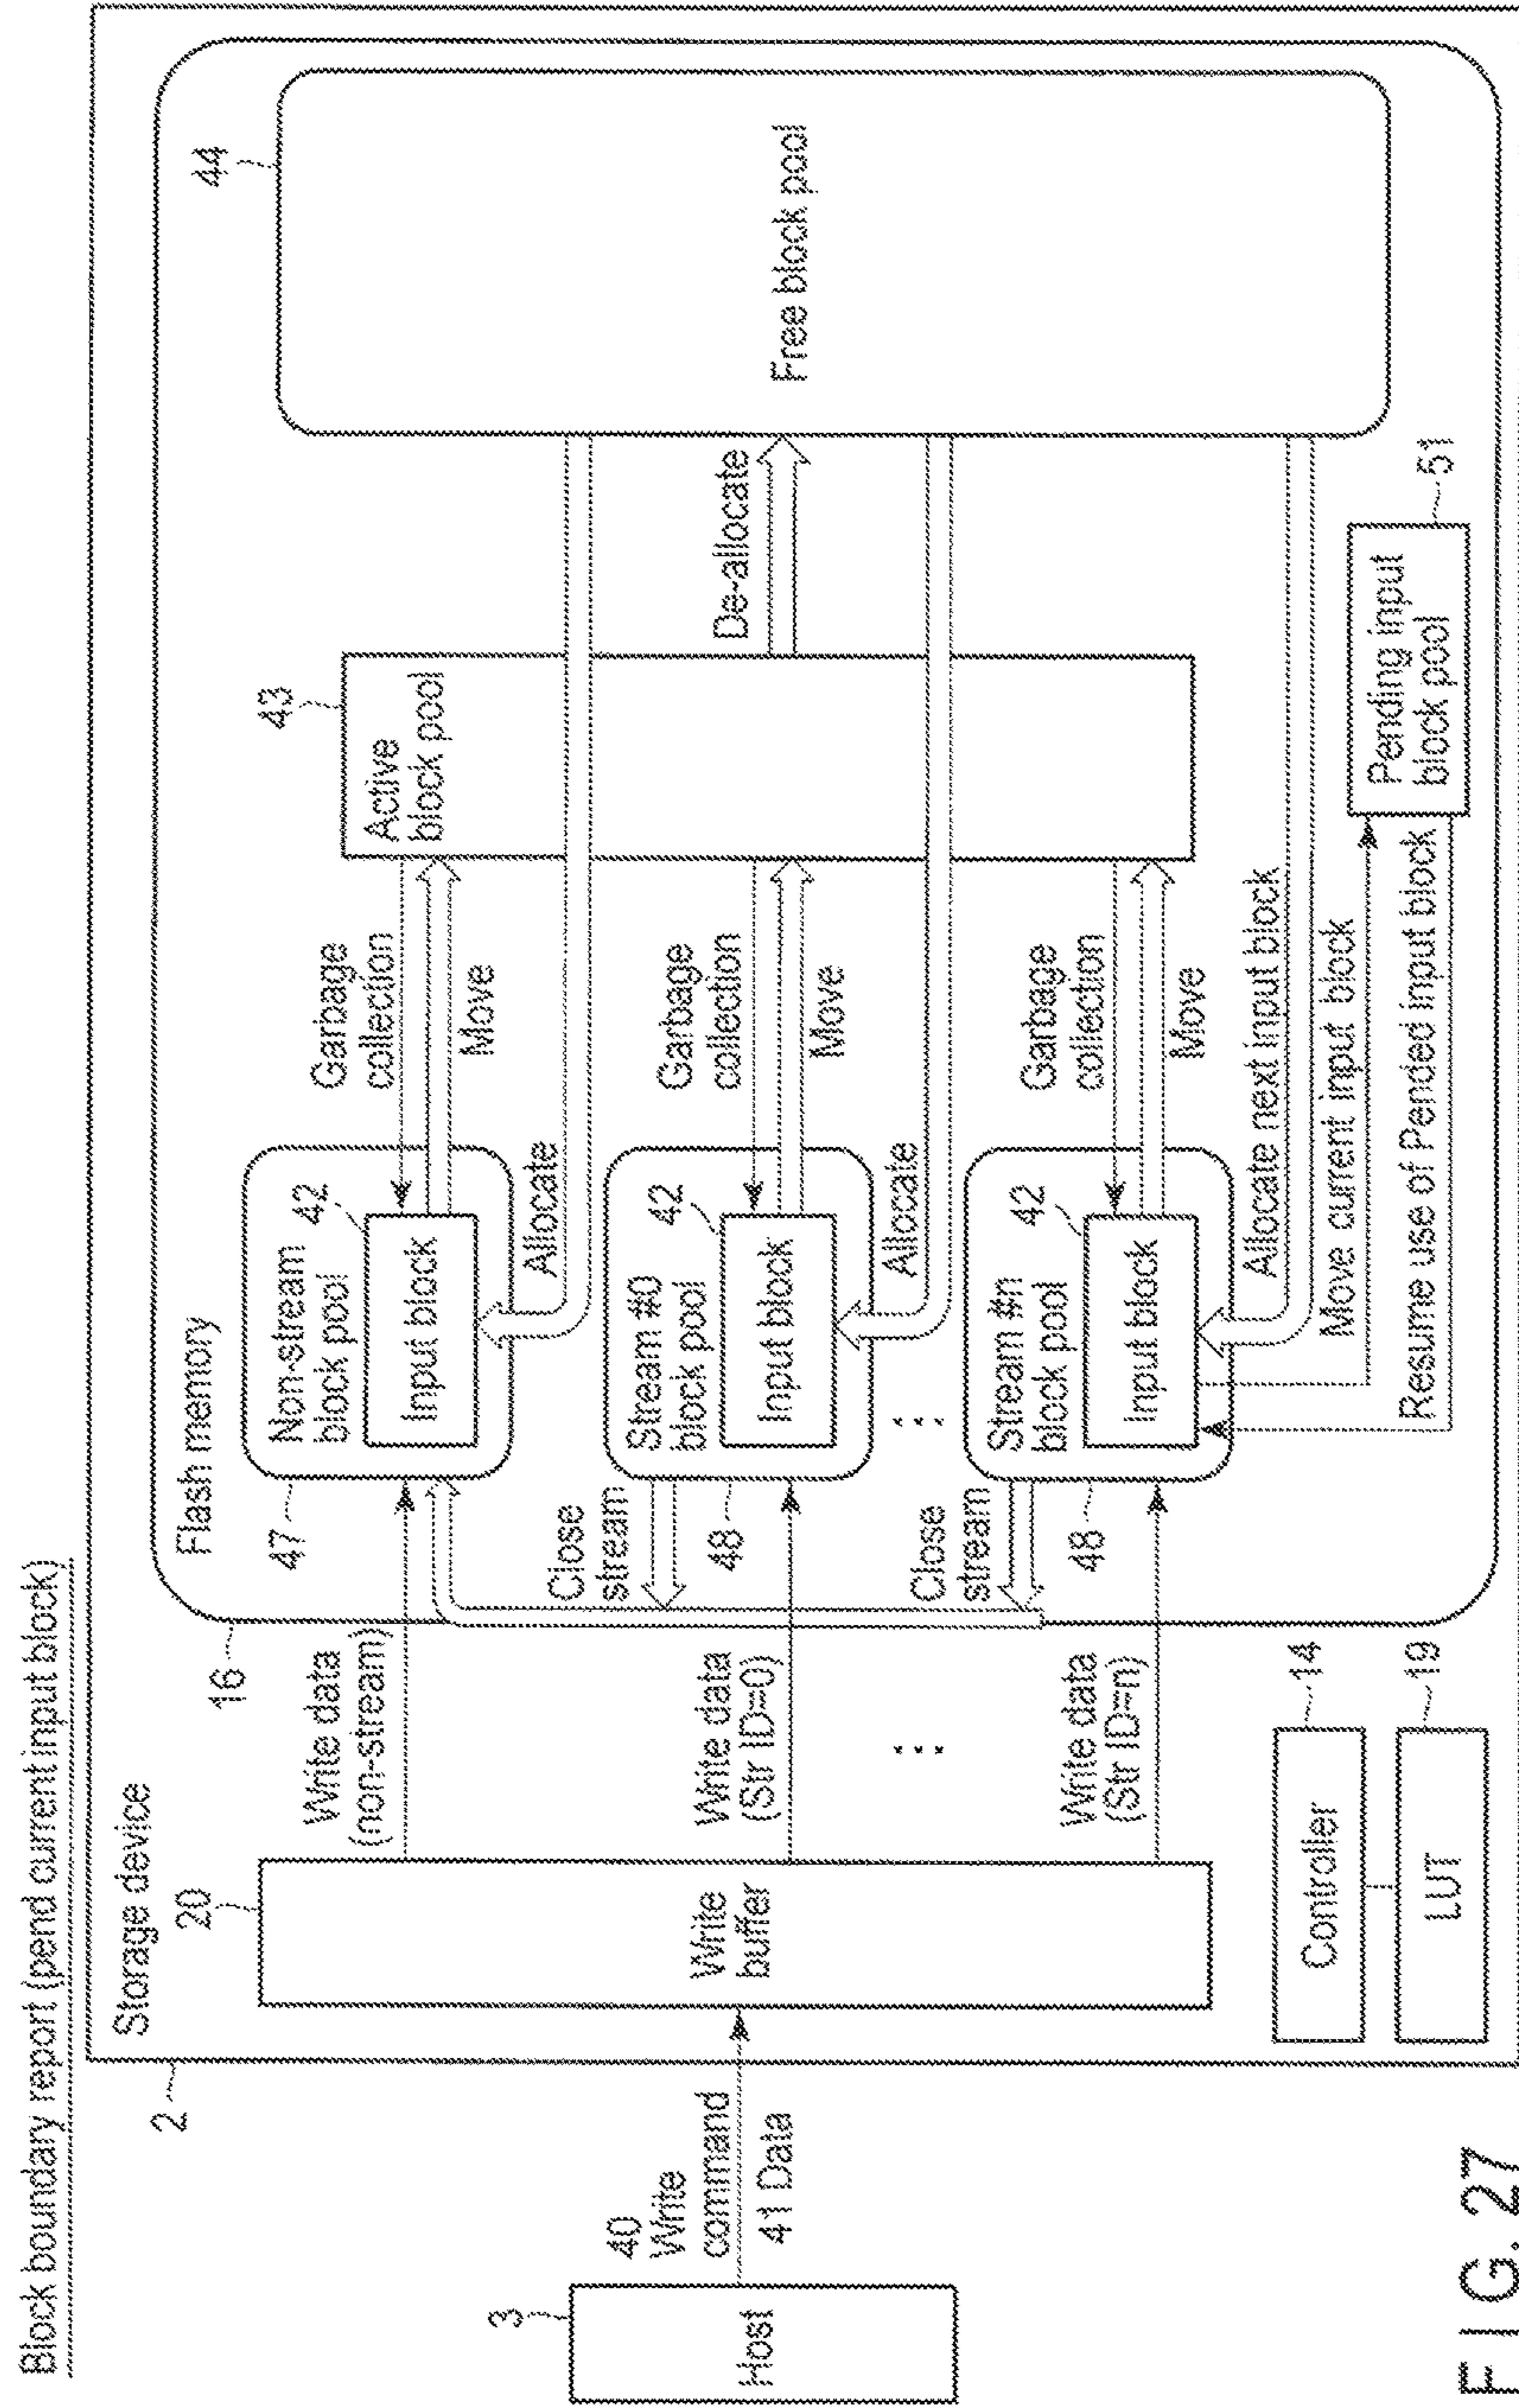 Block boundary report (pend current input block)
Storage device
2
20
Write
buffer
3
Host
40
Write
command
41 Data
Controller
14
LUT
19
Write data
(non-stream)
Write data
(Str ID=0)
...
Write data
(Str ID=n)
16
Flash memory
47
Non-stream
block pool
42
Input block
Garbage
collection
Move
Allocate
Close
stream
48
Stream #0
block pool
42
Input block
Garbage
collection
Move
Allocate
...
Close
stream
48
Stream #n
block pool
42
Input block
Garbage
collection
Move
Allocate next input block
Move current input block
Resume use of Pended input block
43
Active
block pool
De-allocate
44
Free block pool
Pending input
block pool
51
FIG. 27